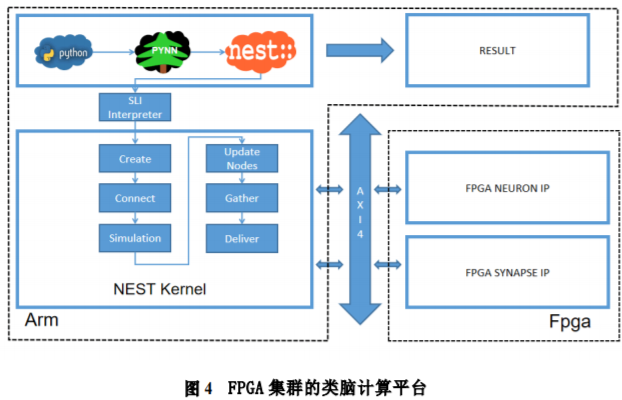 python
PYNN
nest::
RESULT
SLI
Interpreter
Create
Connect
Simulation
Update
Nodes
Gather
Deliver
NEST Kernel
Arm
AXI4
FPGA NEURON IP
FPGA SYNAPSE IP
Fpga
图 4 FPGA 集群的类脑计算平台